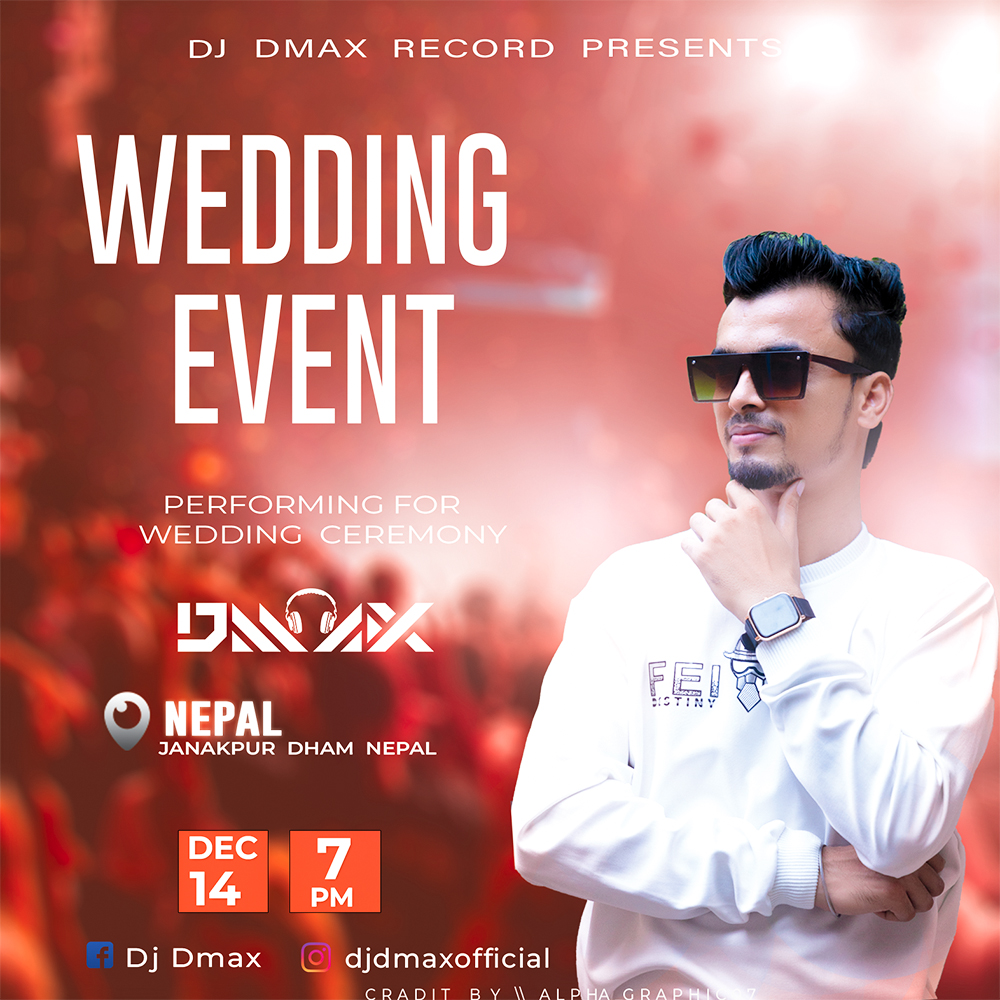 DJ DMAX RECORD PRESENTS
WEDDING
EVENT
PERFORMING FOR
WEDDING CEREMONY
DMAX
NEPAL
JANAKPUR DHAM NEPAL
DEC
14
7
PM
FEI
DESTINY
Dj Dmax
djdmaxofficial
CRADIT BY \\ ALPHA GRAPHIC